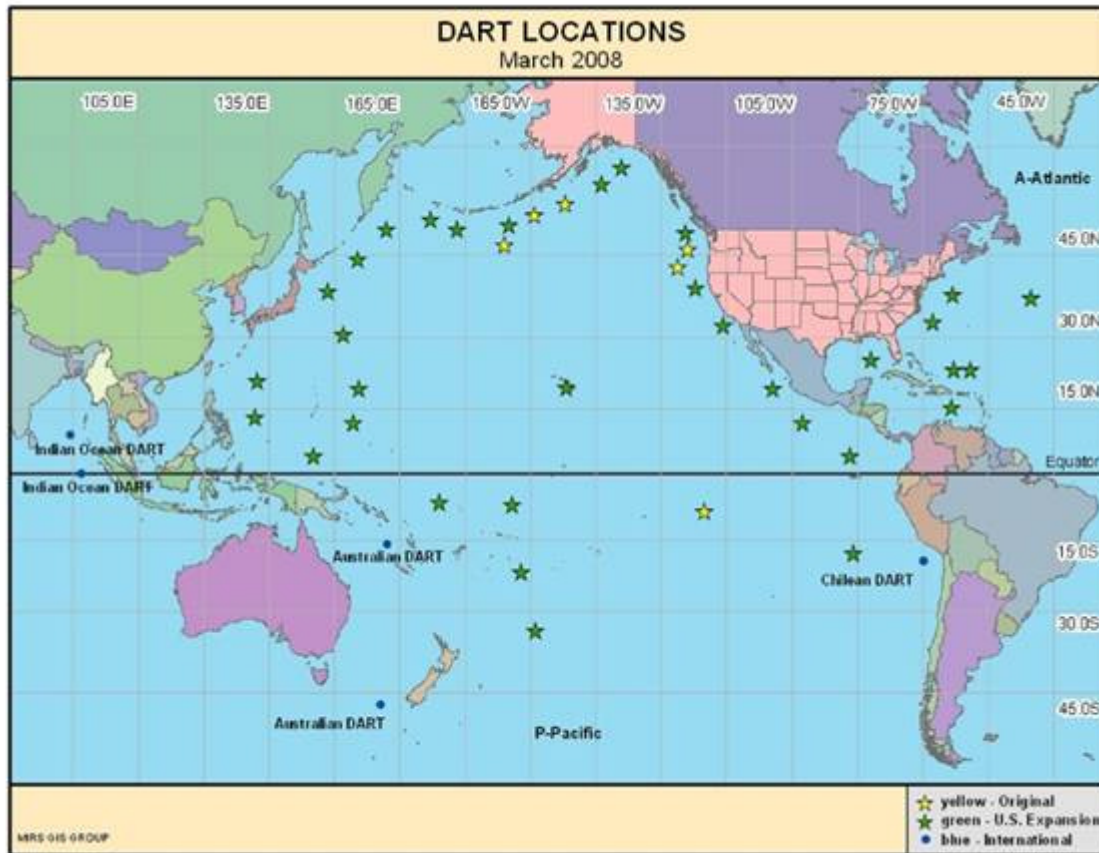 DART LOCATIONS
March 2008
105.0E 135.0E 165.0E 165.0W 135.0W 105.0W 75.0W 45.0W
A-Atlantic
45.0N
30.0N
15.0N
Indian Ocean DART
Equator
Indian Ocean DART
Australian DART
15.0S
Chilean DART
30.0S
45.0S
Australian DART
P-Pacific
yellow - Original
green - U.S. Expansion
blue - International
MRS GIS GROUP